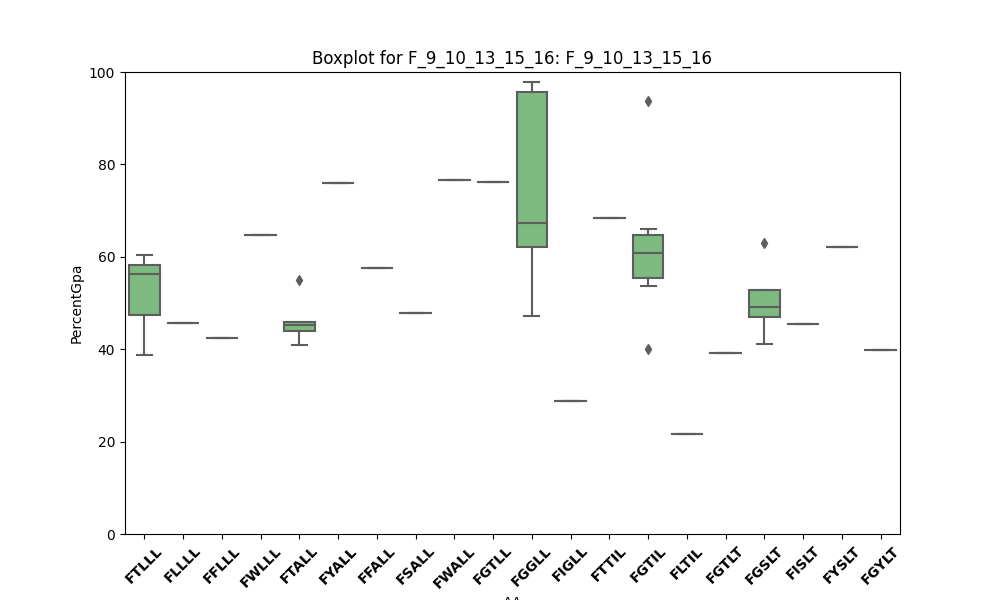 Boxplot for F_9_10_13_15_16: F_9_10_13_15_16
100
80
60
40
20
0
PercentGpa
FTLLL
FLLLL
FFLLL
FWLLL
FTALL
FYALL
FFALL
FSALL
FWALL
FGTLL
FGGLL
FIGLL
FTTIL
FGTIL
FLTIL
FGTLT
FGSLT
FISLT
FYSLT
FGYLT